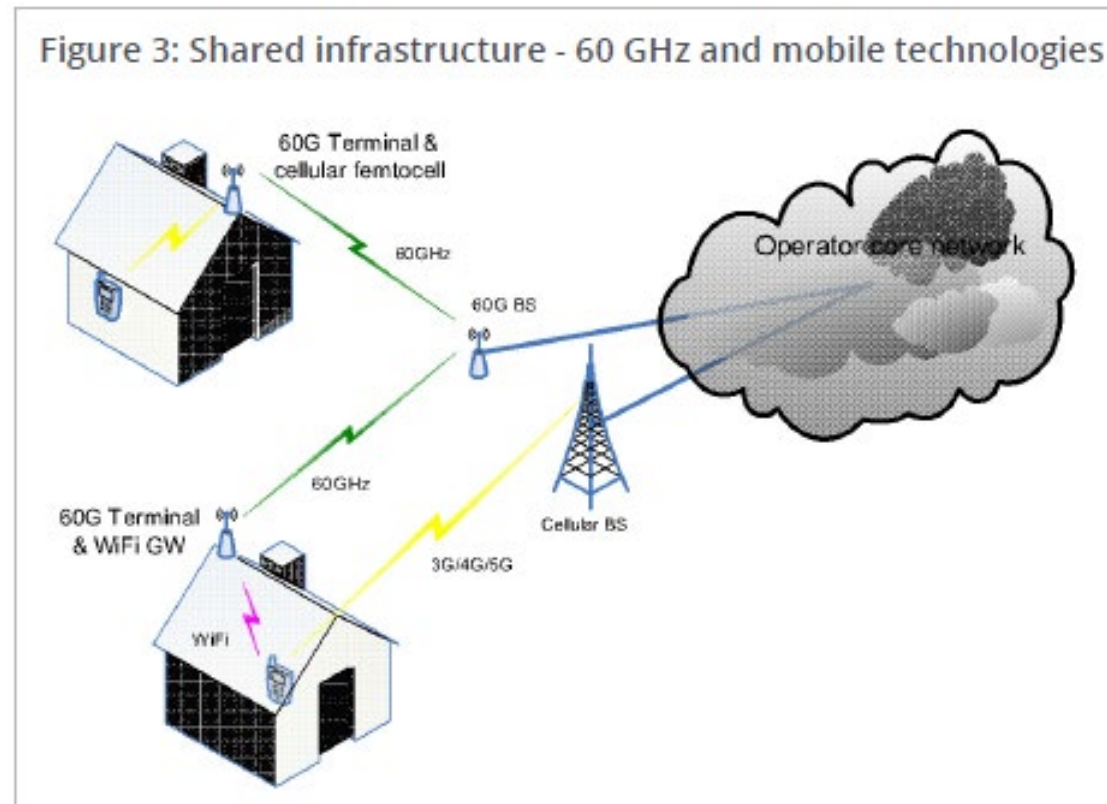 Figure 3: Shared infrastructure - 60 GHz and mobile technologies
60G Terminal &
cellular femtocell
60GHz
Operator core network
60G BS
60GHz
60G Terminal
& WiFi GW
Cellular BS
3G/4G/5G
WiFi